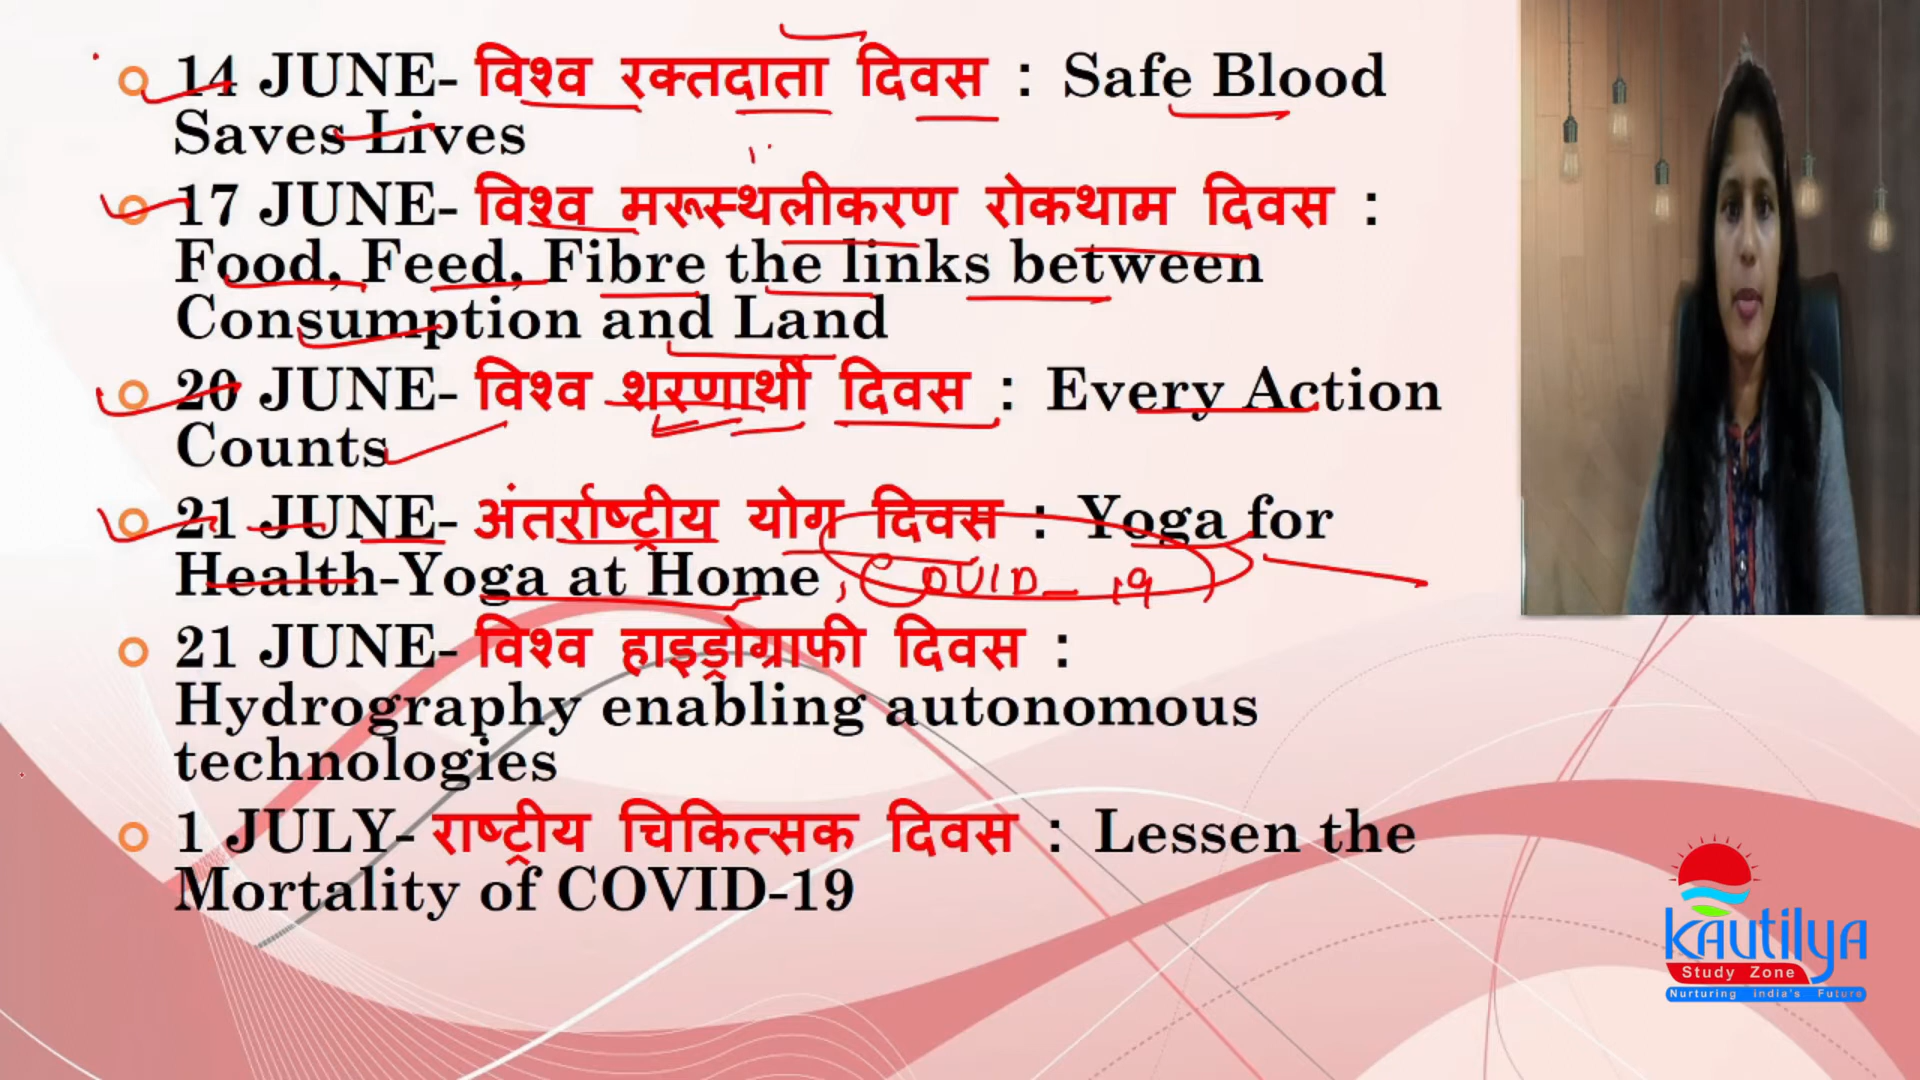 14 JUNE- विश्व रक्तदाता दिवस : Safe Blood
Saves Lives
17 JUNE- विश्व मरूस्थलीकरण रोकथाम दिवस :
Food, Feed, Fibre the links between
Consumption and Land
20 JUNE- विश्व शरणार्थी दिवस : Every Action
Counts
21 JUNE- अंतर्राष्ट्रीय योग दिवस : Yoga for
Health-Yoga at Home , COVID_19
21 JUNE- विश्व हाइड्रोग्राफी दिवस :
Hydrography enabling autonomous
technologies
1 JULY- राष्ट्रीय चिकित्सक दिवस : Lessen the
Mortality of COVID-19
kautilya
Study Zone
Nurturing india's Future